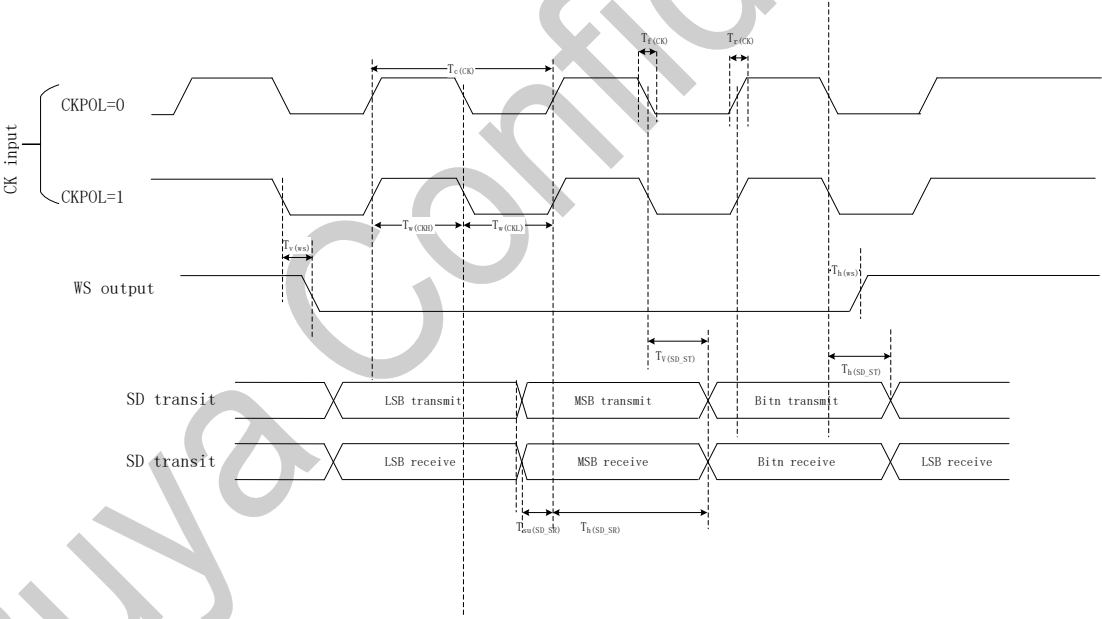 T_f(CK)
T_r(CK)
T_c(CK)
CKPOL=0
CK input
CKPOL=1
T_w(CKH)
T_w(CKL)
T_v(ws)
WS output
T_h(ws)
T_V(SD_ST)
T_h(SD_ST)
SD transit
LSB transmit
MSB transmit
Bitn transmit
SD transit
LSB receive
MSB receive
Bitn receive
LSB receive
T_su(SD_SR)
T_h(SD_SR)